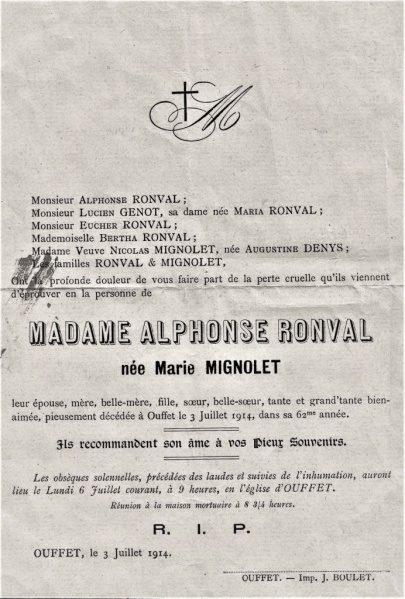 M
Monsieur ALPHONSE RONVAL ;
Monsieur LUCIEN GENOT, sa dame née MARIA RONVAL ;
Monsieur EUCHER RONVAL ;
Mademoiselle BERTHA RONVAL ;
Madame Veuve NICOLAS MIGNOLET, née AUGUSTINE DENYS ;
Les familles RONVAL & MIGNOLET,
Ont la profonde douleur de vous faire part de la perte cruelle qu'ils viennent
d'éprouver en la personne de
MADAME ALPHONSE RONVAL
née Marie MIGNOLET
leur épouse, mère, belle-mère, fille, sœur, belle-sœur, tante et grand'tante bien-
aimée, pieusement décédée à Ouffet le 3 Juillet 1914, dans sa 62me année.
Ils recommandent son âme à vos Pieux Souvenirs.
Les obsèques solennelles, précédées des laudes et suivies de l'inhumation, auront
lieu le Lundi 6 Juillet courant, à 9 heures, en l'église d'OUFFET.
Réunion à la maison mortuaire à 8 3/4 heures.
R. I. P.
OUFFET, le 3 Juillet 1914.
OUFFET. — Imp. J. BOULET.